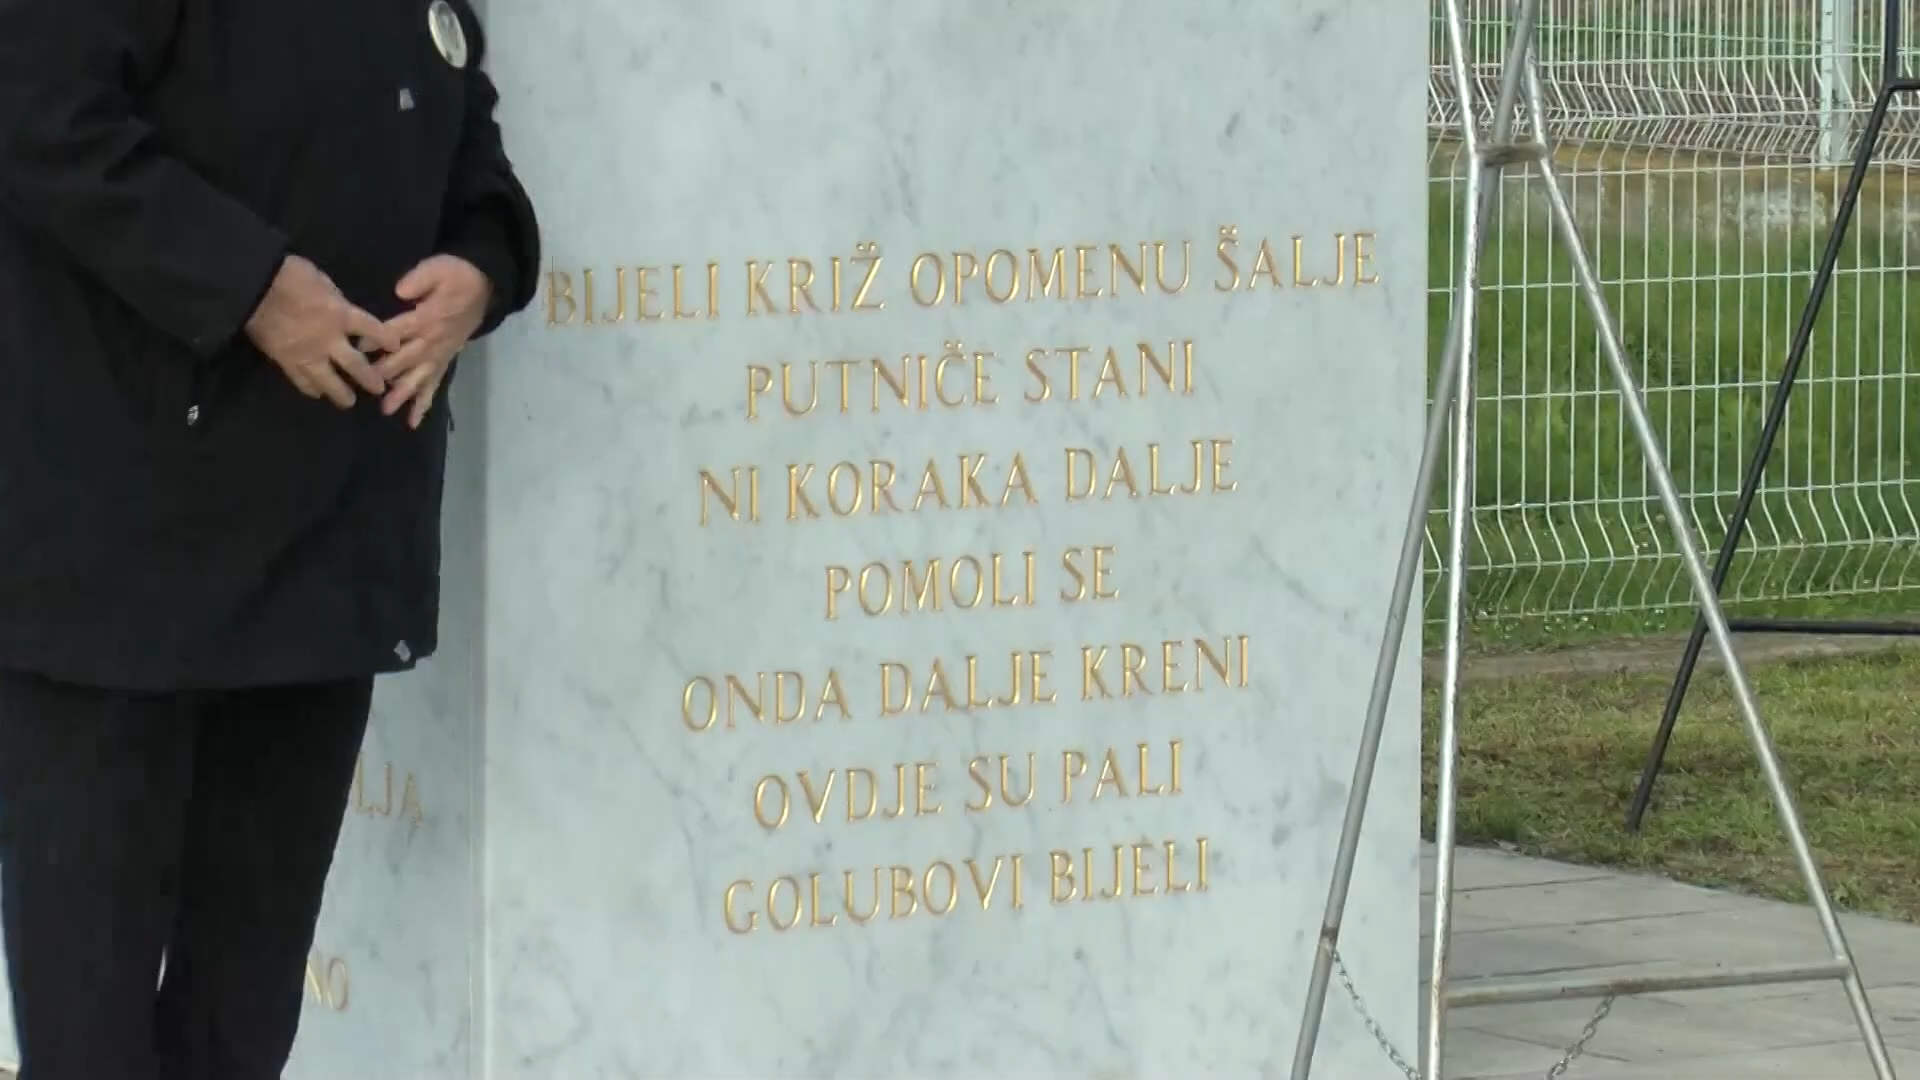 BIJELI KRIŽ OPOMENU ŠALJE
PUTNIČE STANI
NI KORAKA DALJE
POMOLI SE
ONDA DALJE KRENI
OVDJE SU PALI
GOLUBOVI BIJELI